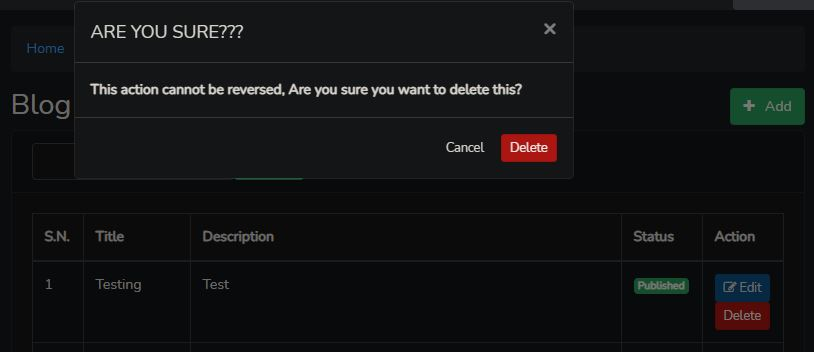 ARE YOU SURE???
×
Home
This action cannot be reversed, Are you sure you want to delete this?
Blog
+ Add
Cancel Delete
S.N. Title Description Status Action
1 Testing Test Published Edit
Delete